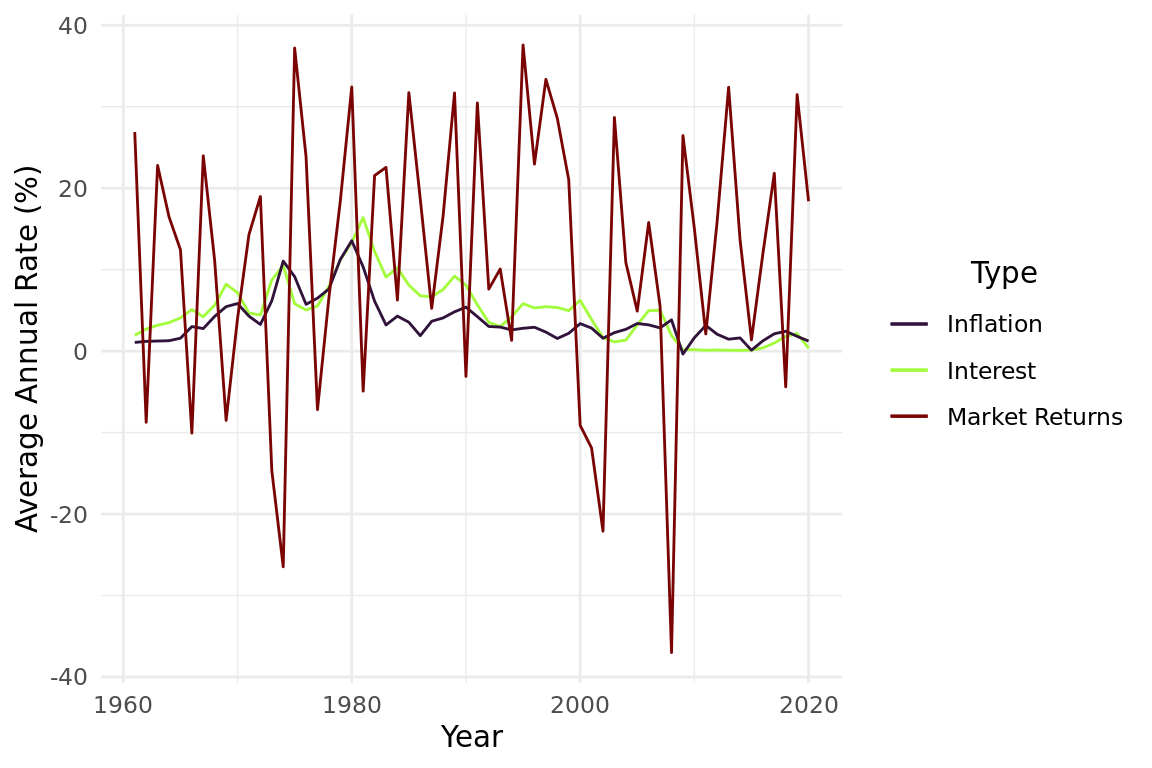 40
20
0
-20
-40
Average Annual Rate (%)
1960
1980
2000
2020
Year
Type
Inflation
Interest
Market Returns